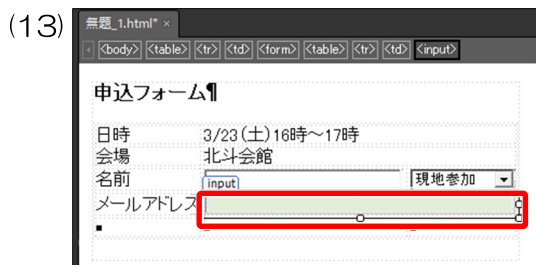 (13)
無題_1.html* ×
<body> <table> <tr> <td> <form> <table> <tr> <td> <input>
申込フォーム¶
日時 3/23(土)16時～17時
会場 北斗会館
名前 input 現地参加
メールアドレス